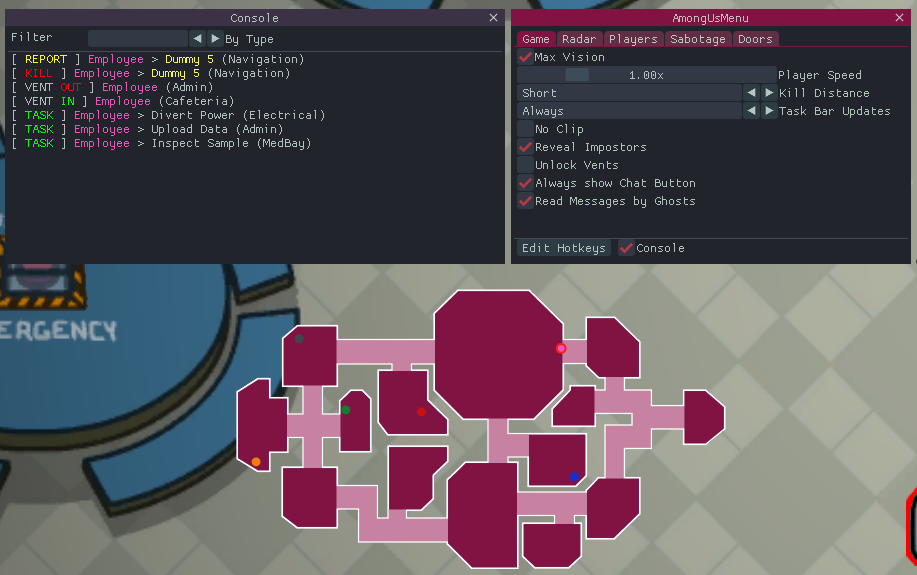 Console
Filter
By Type
[ REPORT ] Employee > Dummy 5 (Navigation)
[ KILL ] Employee > Dummy 5 (Navigation)
[ VENT OUT ] Employee (Admin)
[ VENT IN ] Employee (Cafeteria)
[ TASK ] Employee > Divert Power (Electrical)
[ TASK ] Employee > Upload Data (Admin)
[ TASK ] Employee > Inspect Sample (MedBay)
AmongUsMenu
Game Radar Players Sabotage Doors
Max Vision
1.00x Player Speed
Short Kill Distance
Always Task Bar Updates
No Clip
Reveal Impostors
Unlock Vents
Always show Chat Button
Read Messages by Ghosts
Edit Hotkeys Console
ERGENCY